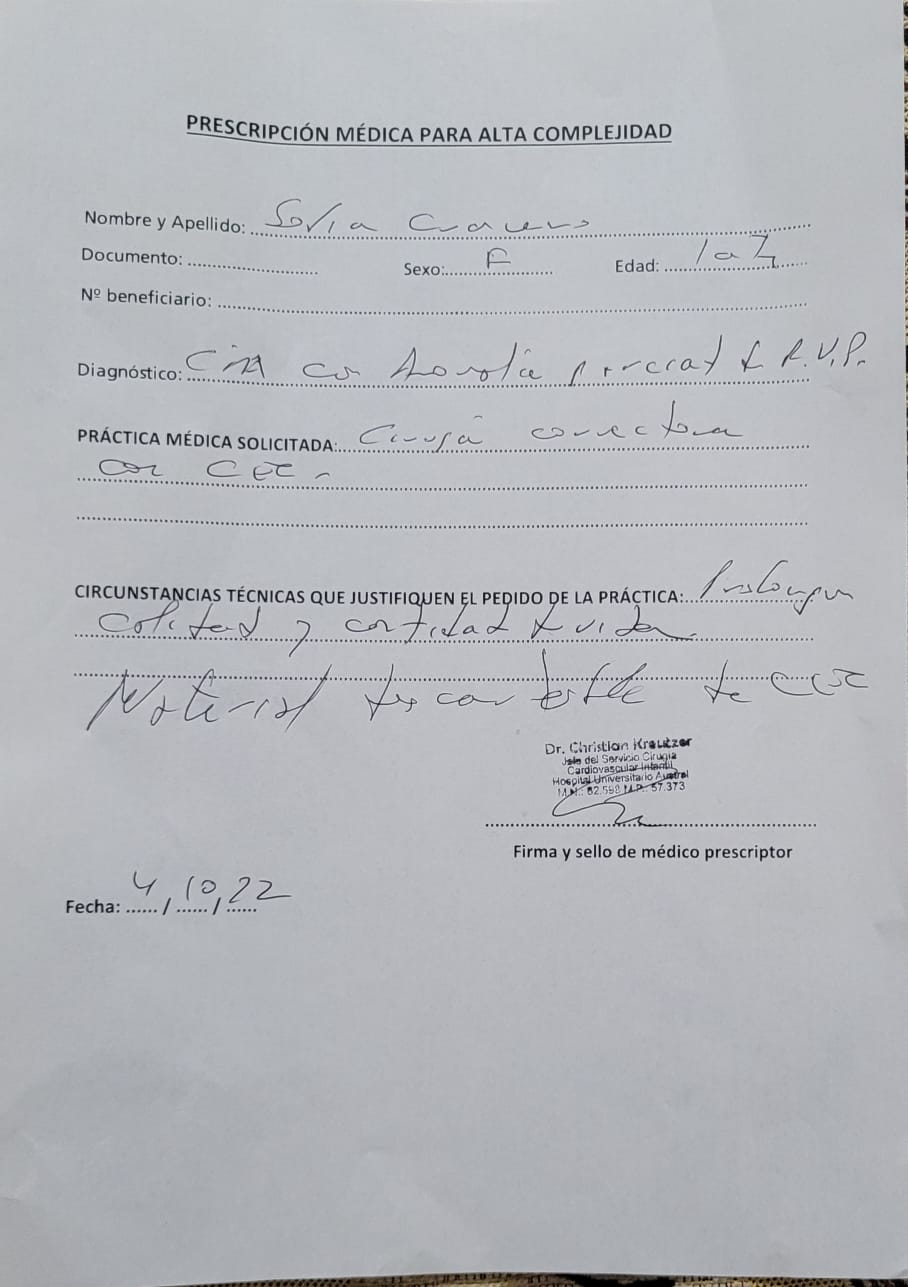 PRESCRIPCIÓN MÉDICA PARA ALTA COMPLEJIDAD
Nombre y Apellido: Sofia Cravero
Documento:
Sexo: F Edad: 1a 7
Nº beneficiario:
Diagnóstico: CIA con Anomalía parcial R.V.P.
PRÁCTICA MÉDICA SOLICITADA: Cirugía correctora
con CEC
CIRCUNSTANCIAS TÉCNICAS QUE JUSTIFIQUEN EL PEDIDO DE LA PRÁCTICA: Prolongar
calidad y cantidad de vida
Material descartable de CEC
Dr. Christian Kreutzer
Jefe del Servicio Cirugía
Cardiovascular Infantil
Hospital Universitario Austral
M.N.: 82.598 M.P.: 57.373
Firma y sello de médico prescriptor
Fecha: 4/10/22